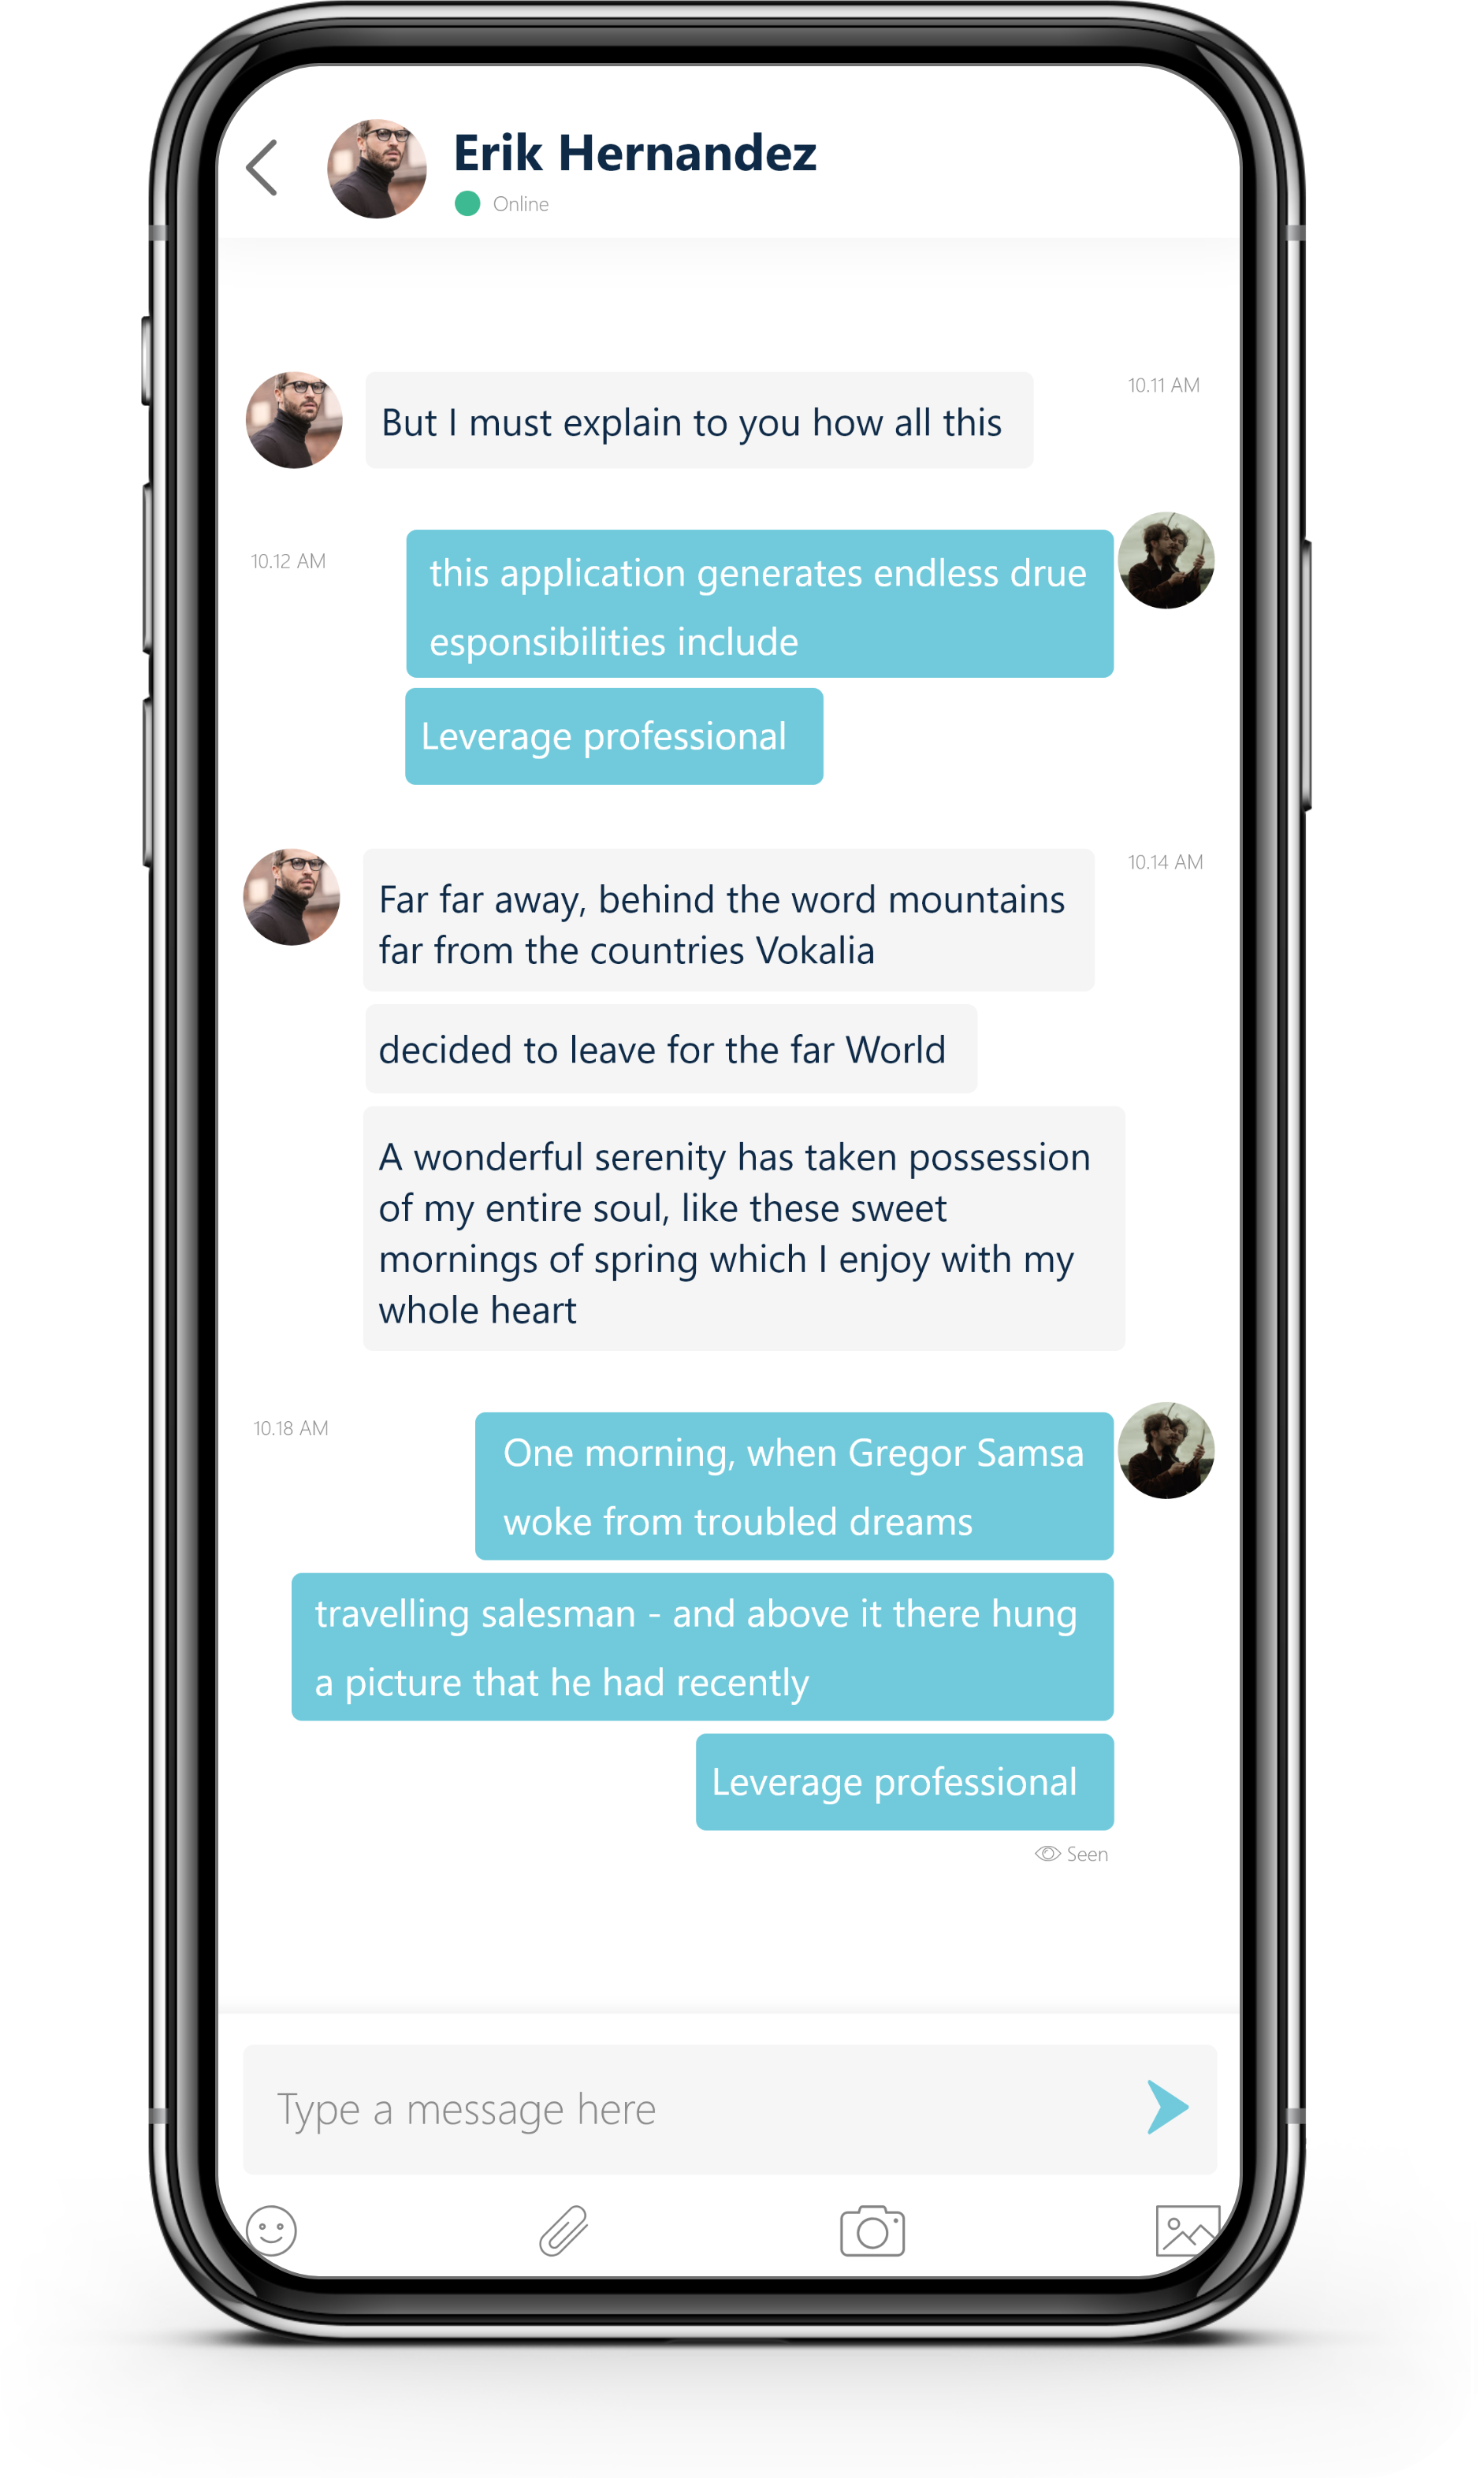 Erik Hernandez
Online
But I must explain to you how all this
10.11 AM
10.12 AM
this application generates endless drue
esponsibilities include
Leverage professional
10.14 AM
Far far away, behind the word mountains
far from the countries Vokalia
decided to leave for the far World
A wonderful serenity has taken possession
of my entire soul, like these sweet
mornings of spring which I enjoy with my
whole heart
10.18 AM
One morning, when Gregor Samsa
woke from troubled dreams
travelling salesman - and above it there hung
a picture that he had recently
Leverage professional
Seen
Type a message here